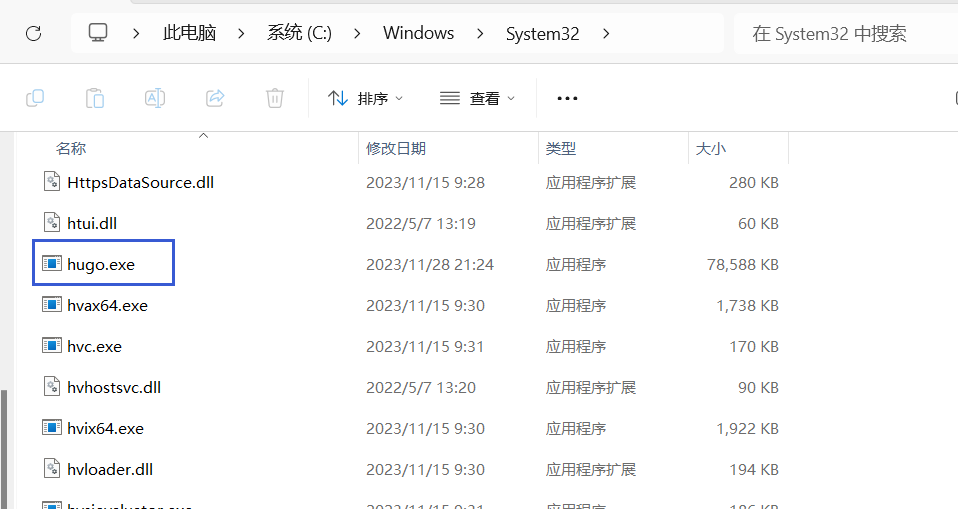 此电脑 系统 (C:) Windows System32 在 System32 中搜索
排序 查看
名称 修改日期 类型 大小
HttpsDataSource.dll 2023/11/15 9:28 应用程序扩展 280 KB
htui.dll 2022/5/7 13:19 应用程序扩展 60 KB
hugo.exe 2023/11/28 21:24 应用程序 78,588 KB
hvax64.exe 2023/11/15 9:30 应用程序 1,738 KB
hvc.exe 2023/11/15 9:31 应用程序 170 KB
hvhostsvc.dll 2022/5/7 13:20 应用程序扩展 90 KB
hvix64.exe 2023/11/15 9:30 应用程序 1,922 KB
hvloader.dll 2023/11/15 9:30 应用程序扩展 194 KB